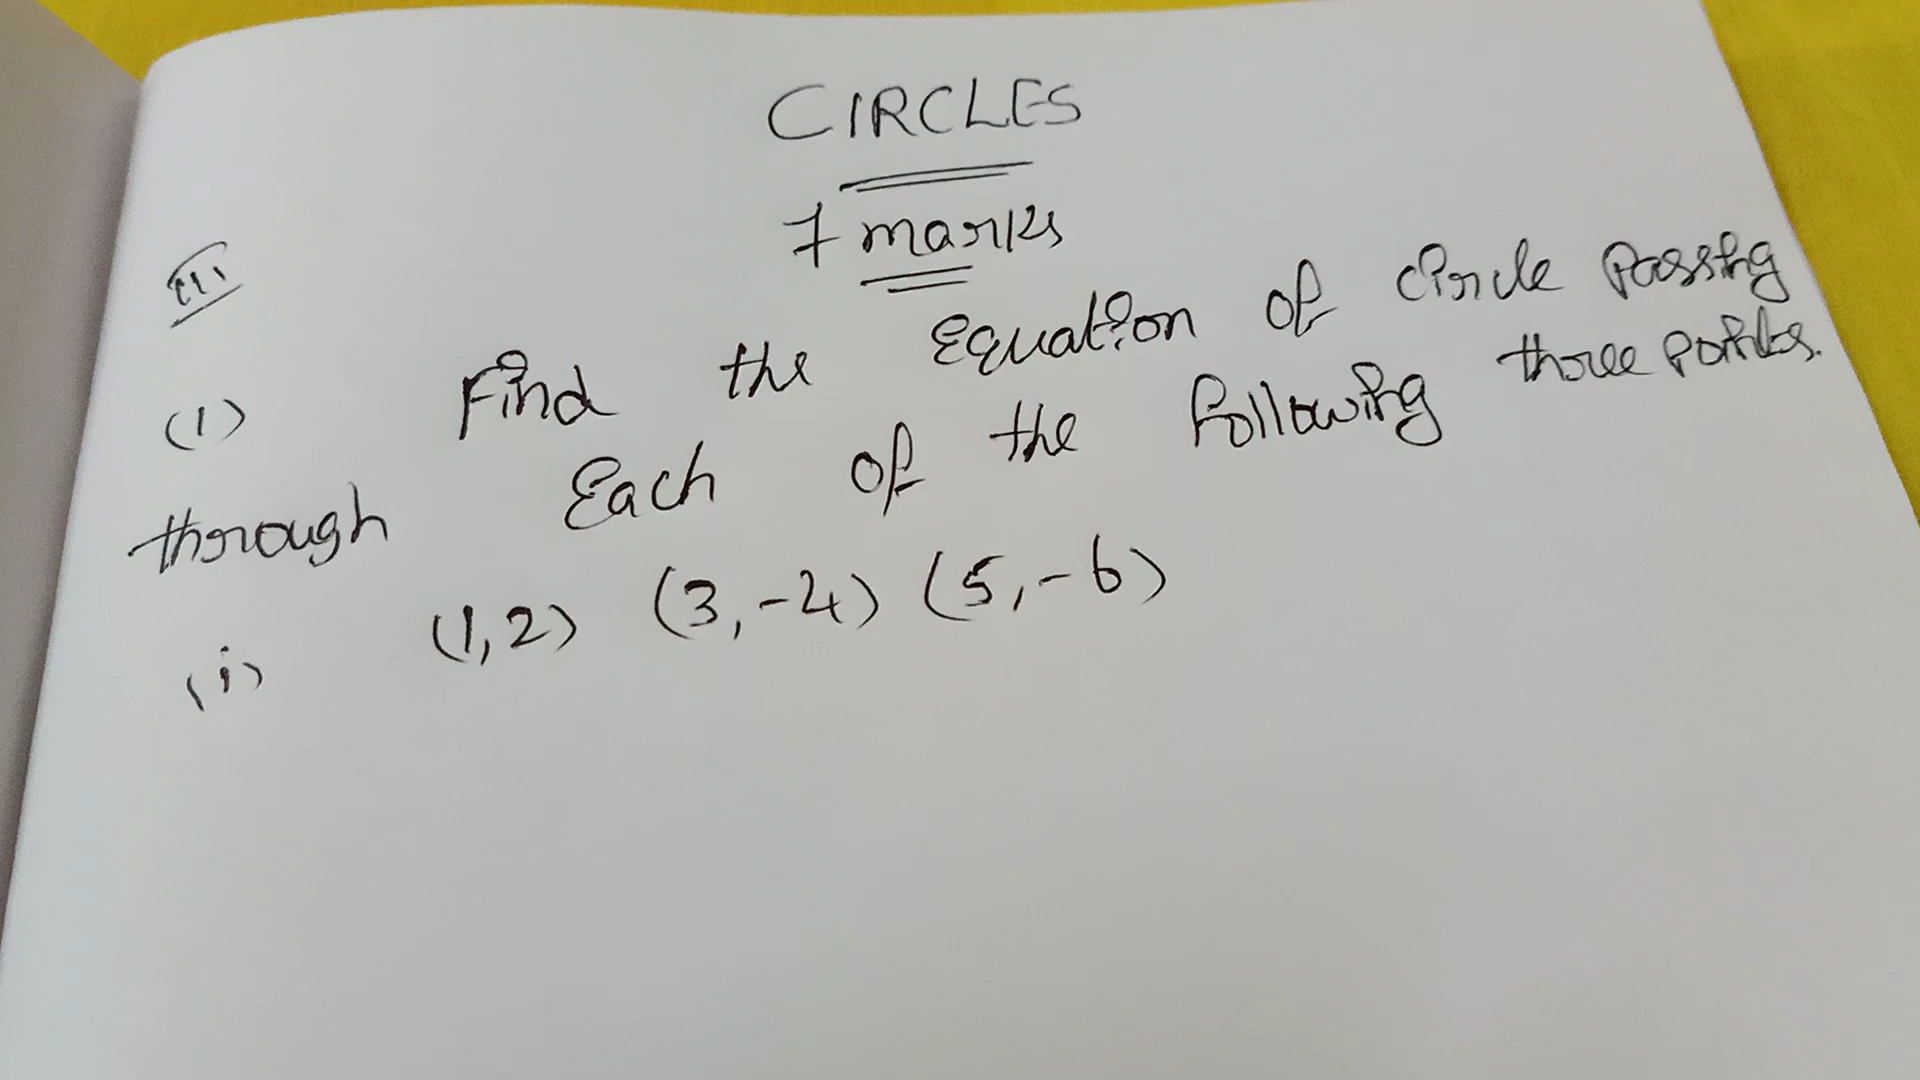 CIRCLES
7 marks
III
(1) Find the Equation of circle Passing
through Each of the following three points.
(i) (1,2) (3,-4) (5,-6)